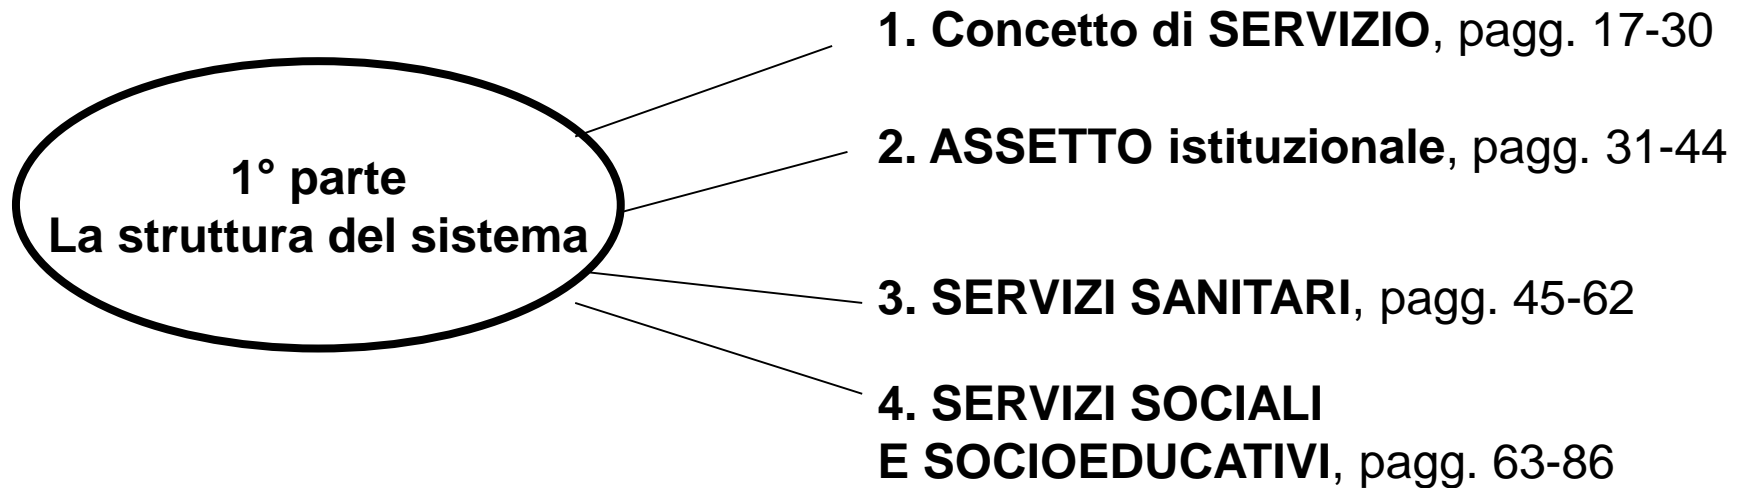 1° parte
La struttura del sistema
1. Concetto di SERVIZIO, pagg. 17-30
2. ASSETTO istituzionale, pagg. 31-44
3. SERVIZI SANITARI, pagg. 45-62
4. SERVIZI SOCIALI
E SOCIOEDUCATIVI, pagg. 63-86